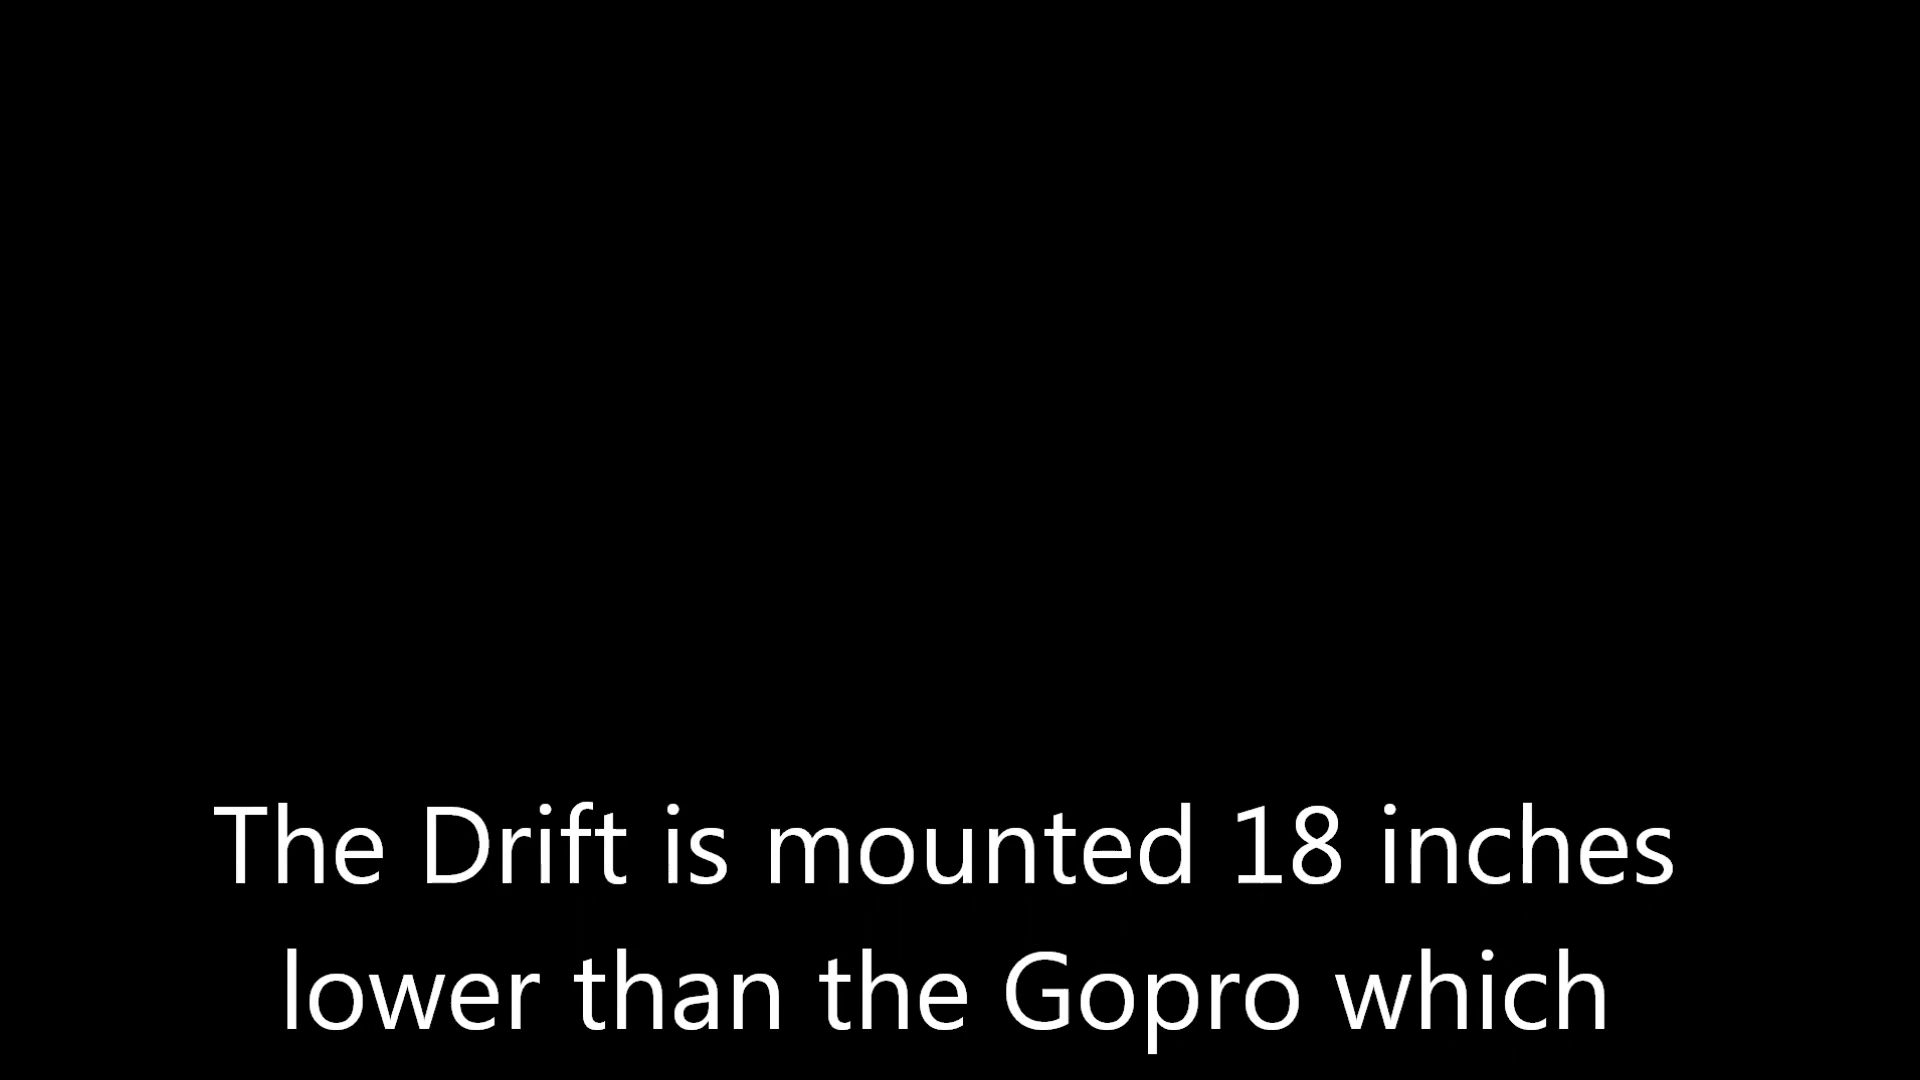 The Drift is mounted 18 inches
lower than the Gopro which